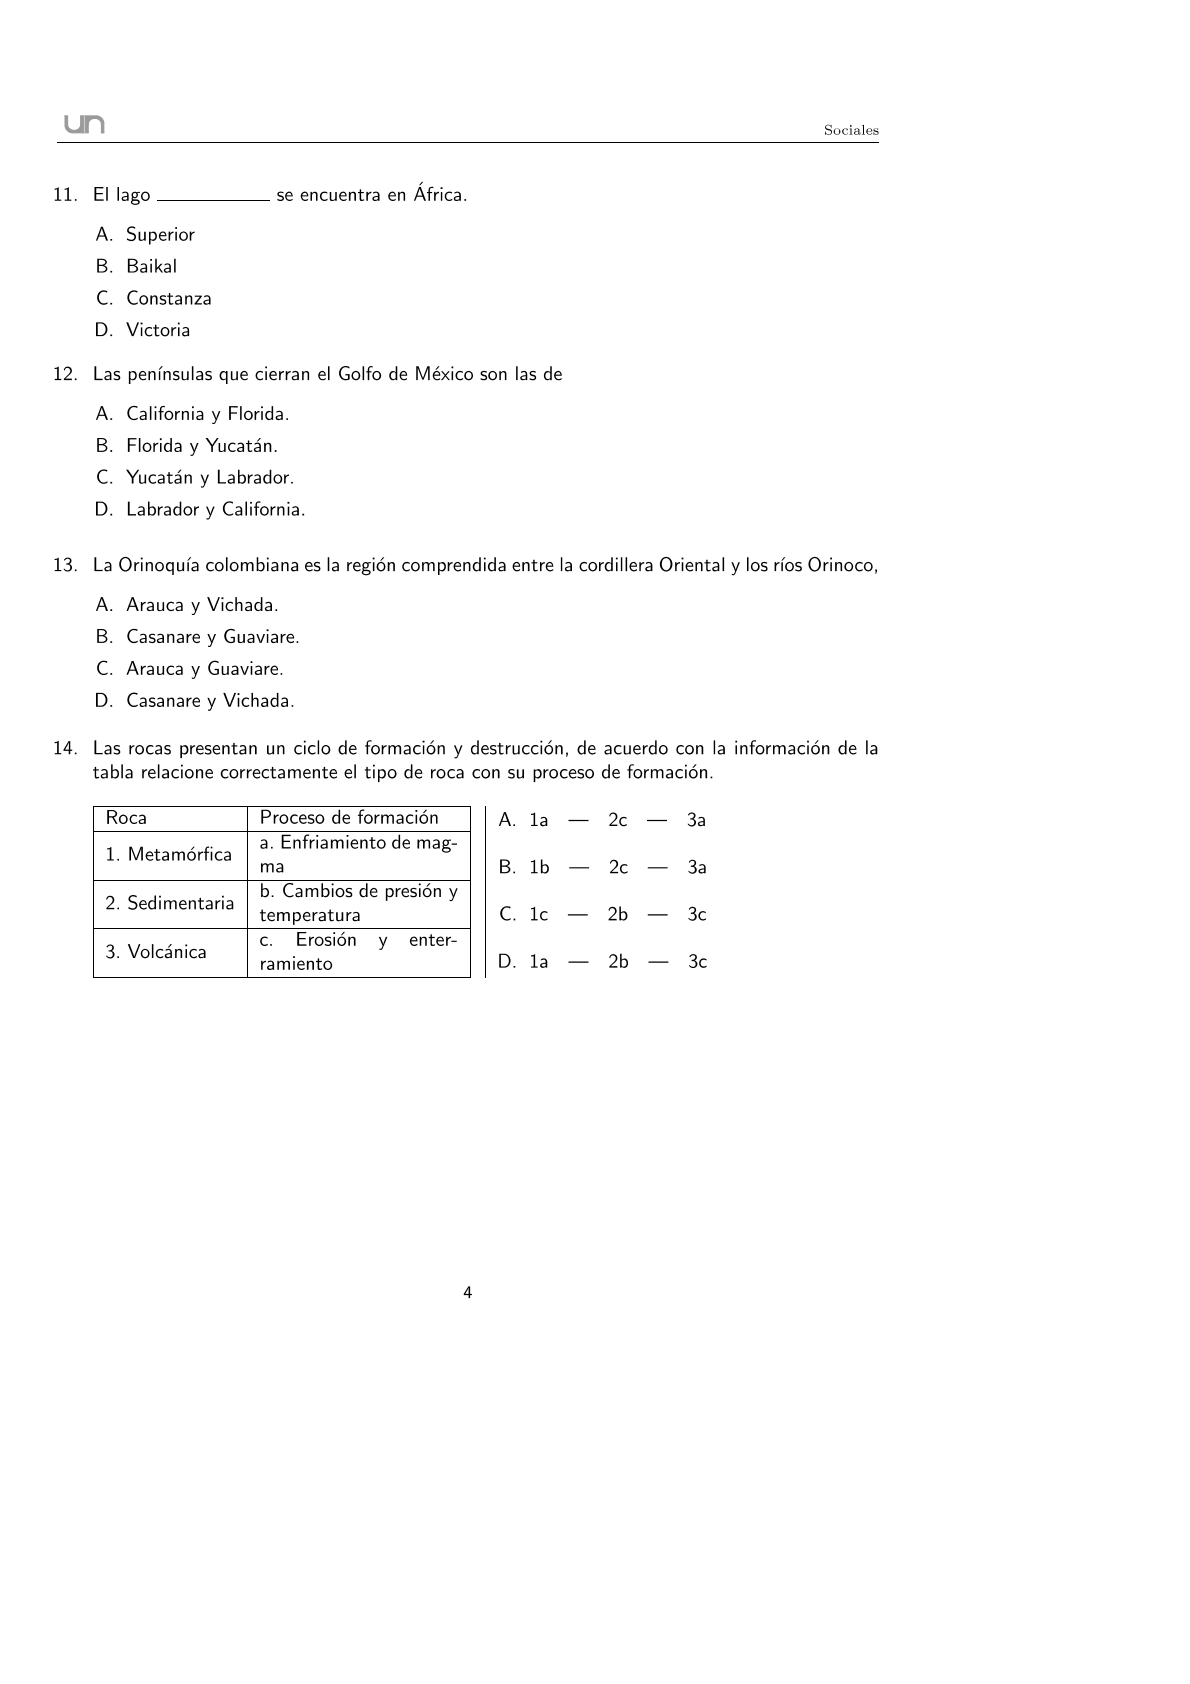 un
Sociales
11. El lago ___________ se encuentra en África.
A. Superior
B. Baikal
C. Constanza
D. Victoria
12. Las penínsulas que cierran el Golfo de México son las de
A. California y Florida.
B. Florida y Yucatán.
C. Yucatán y Labrador.
D. Labrador y California.
13. La Orinoquía colombiana es la región comprendida entre la cordillera Oriental y los ríos Orinoco,
A. Arauca y Vichada.
B. Casanare y Guaviare.
C. Arauca y Guaviare.
D. Casanare y Vichada.
14. Las rocas presentan un ciclo de formación y destrucción, de acuerdo con la información de la
tabla relacione correctamente el tipo de roca con su proceso de formación.
Roca Proceso de formación
1. Metamórfica
a. Enfriamiento de mag-
ma
2. Sedimentaria
b. Cambios de presión y
temperatura
3. Volcánica
c. Erosión y enter-
ramiento
A. 1a — 2c — 3a
B. 1b — 2c — 3a
C. 1c — 2b — 3c
D. 1a — 2b — 3c
4